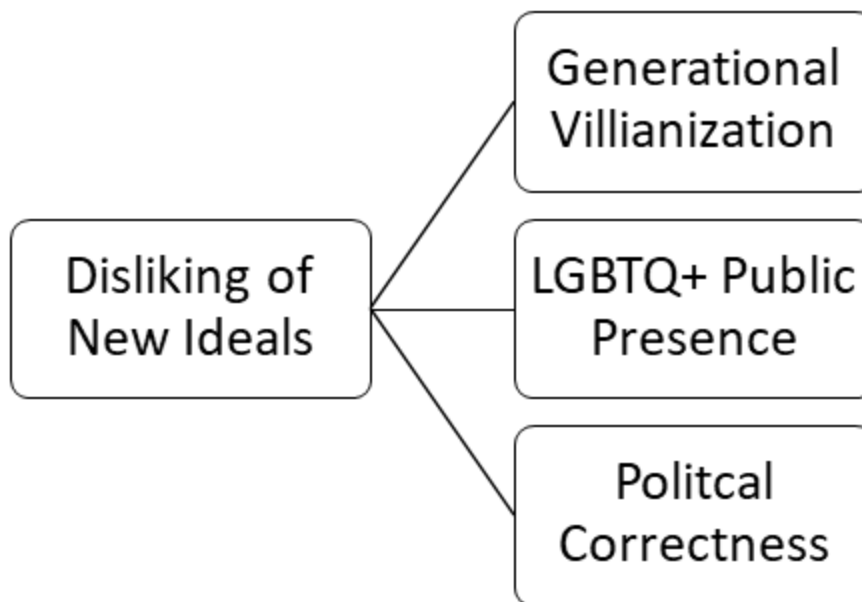 Disliking of
New Ideals
Generational
Villianization
LGBTQ+ Public
Presence
Politcal
Correctness